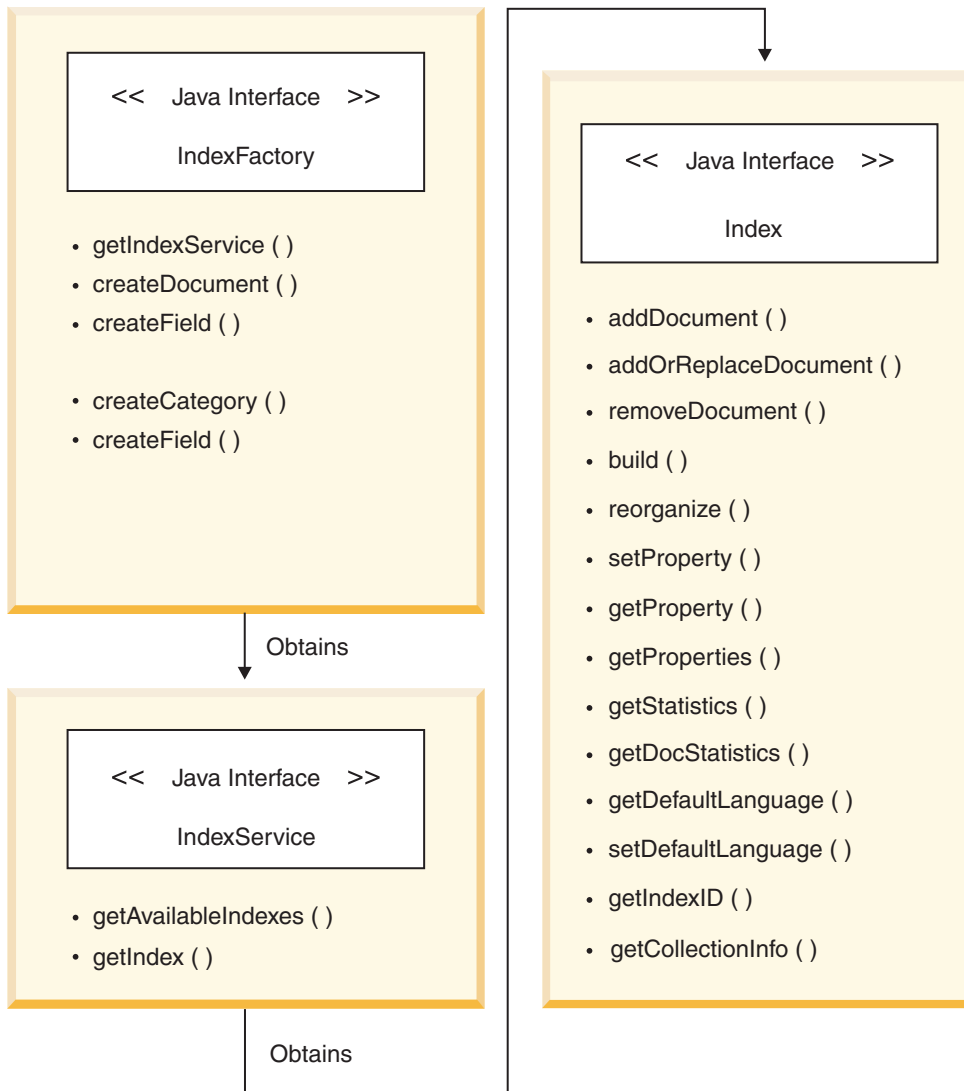 << Java Interface >>
IndexFactory
• getIndexService ( )
• createDocument ( )
• createField ( )
• createCategory ( )
• createField ( )
Obtains
<< Java Interface >>
IndexService
• getAvailableIndexes ( )
• getIndex ( )
Obtains
<< Java Interface >>
Index
• addDocument ( )
• addOrReplaceDocument ( )
• removeDocument ( )
• build ( )
• reorganize ( )
• setProperty ( )
• getProperty ( )
• getProperties ( )
• getStatistics ( )
• getDocStatistics ( )
• getDefaultLanguage ( )
• setDefaultLanguage ( )
• getIndexID ( )
• getCollectionInfo ( )